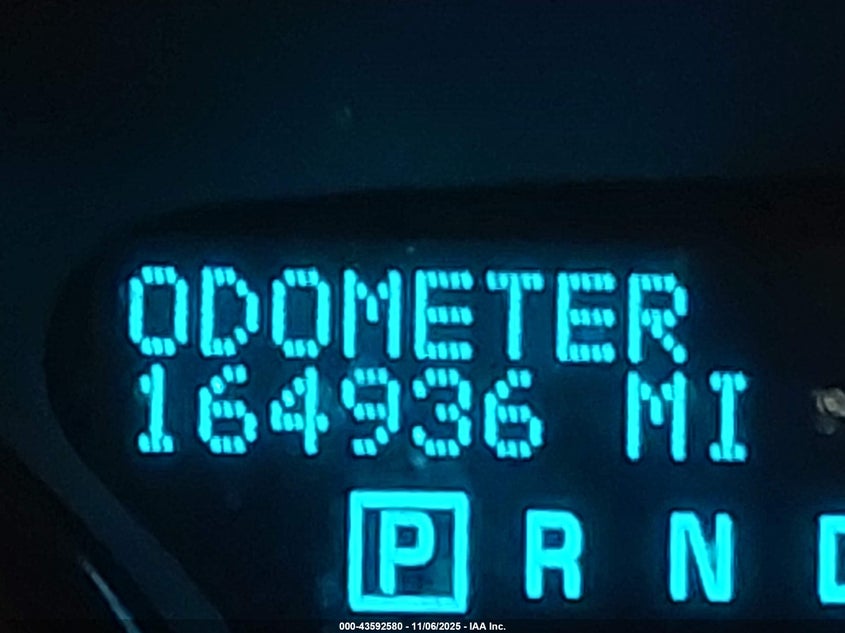 ODOMETER
164936 MI
P R N D
000-43592580 - 11/06/2025 - IAA Inc.